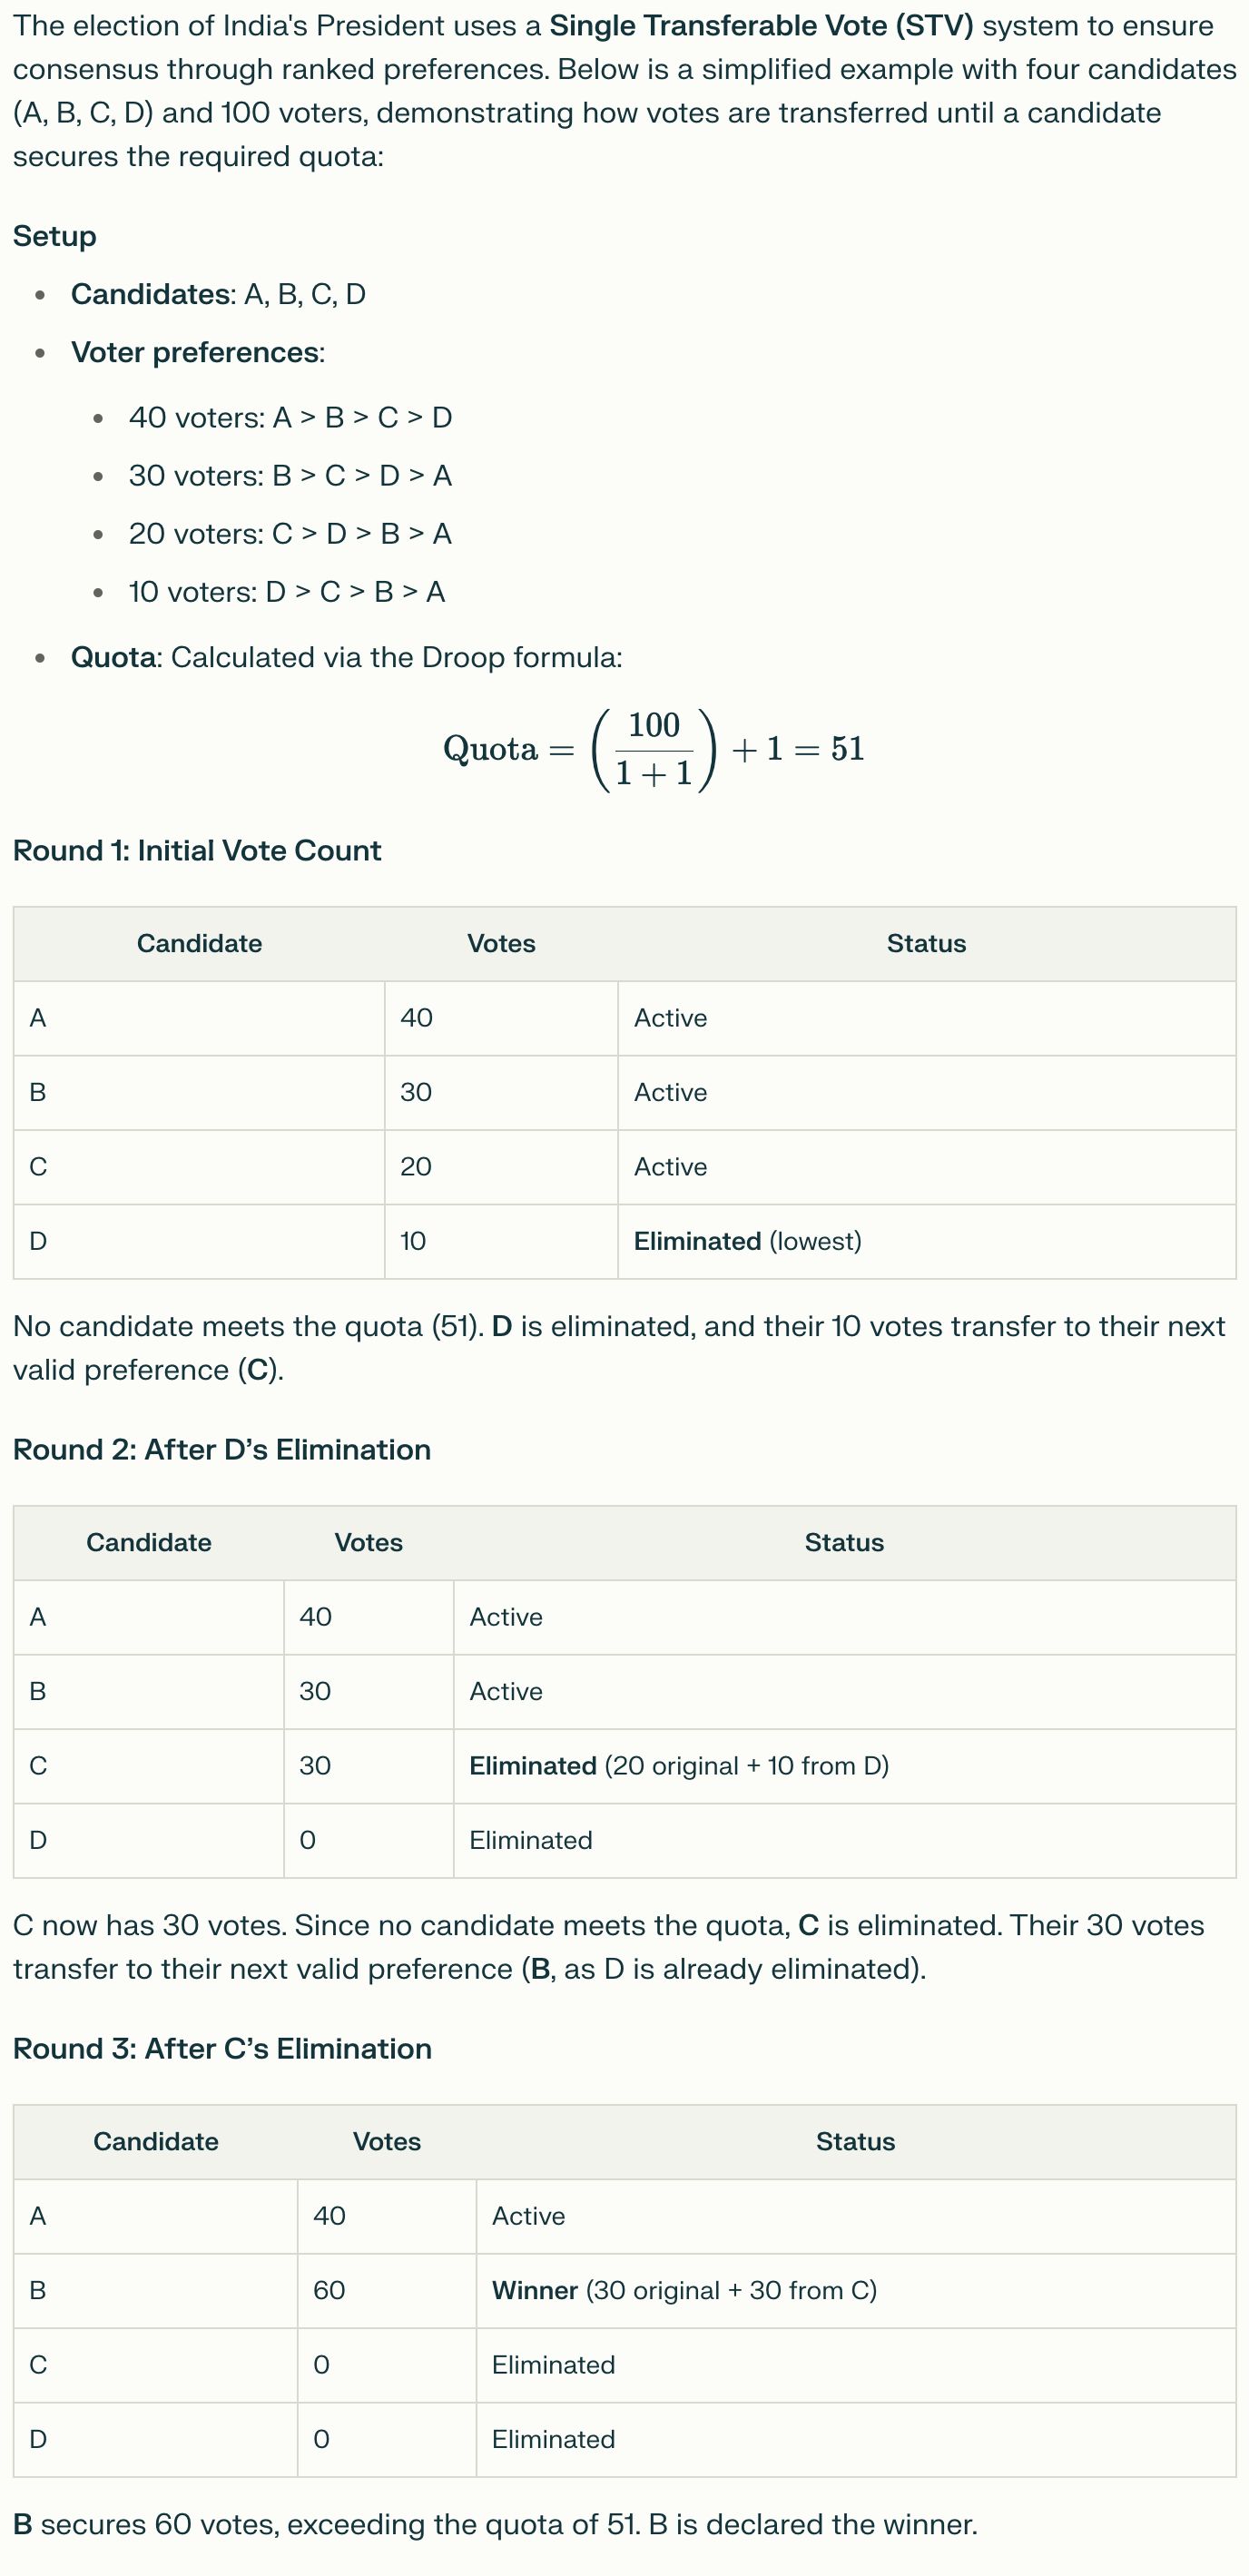 The election of India's President uses a Single Transferable Vote (STV) system to ensure
consensus through ranked preferences. Below is a simplified example with four candidates
(A, B, C, D) and 100 voters, demonstrating how votes are transferred until a candidate
secures the required quota:
Setup
• Candidates: A, B, C, D
• Voter preferences:
• 40 voters: A > B > C > D
• 30 voters: B > C > D > A
• 20 voters: C > D > B > A
• 10 voters: D > C > B > A
• Quota: Calculated via the Droop formula:
Quota = (100 / 1 + 1) + 1 = 51
Round 1: Initial Vote Count
Candidate Votes Status
A 40 Active
B 30 Active
C 20 Active
D 10 Eliminated (lowest)
No candidate meets the quota (51). D is eliminated, and their 10 votes transfer to their next
valid preference (C).
Round 2: After D’s Elimination
Candidate Votes Status
A 40 Active
B 30 Active
C 30 Eliminated (20 original + 10 from D)
D 0 Eliminated
C now has 30 votes. Since no candidate meets the quota, C is eliminated. Their 30 votes
transfer to their next valid preference (B, as D is already eliminated).
Round 3: After C’s Elimination
Candidate Votes Status
A 40 Active
B 60 Winner (30 original + 30 from C)
C 0 Eliminated
D 0 Eliminated
B secures 60 votes, exceeding the quota of 51. B is declared the winner.